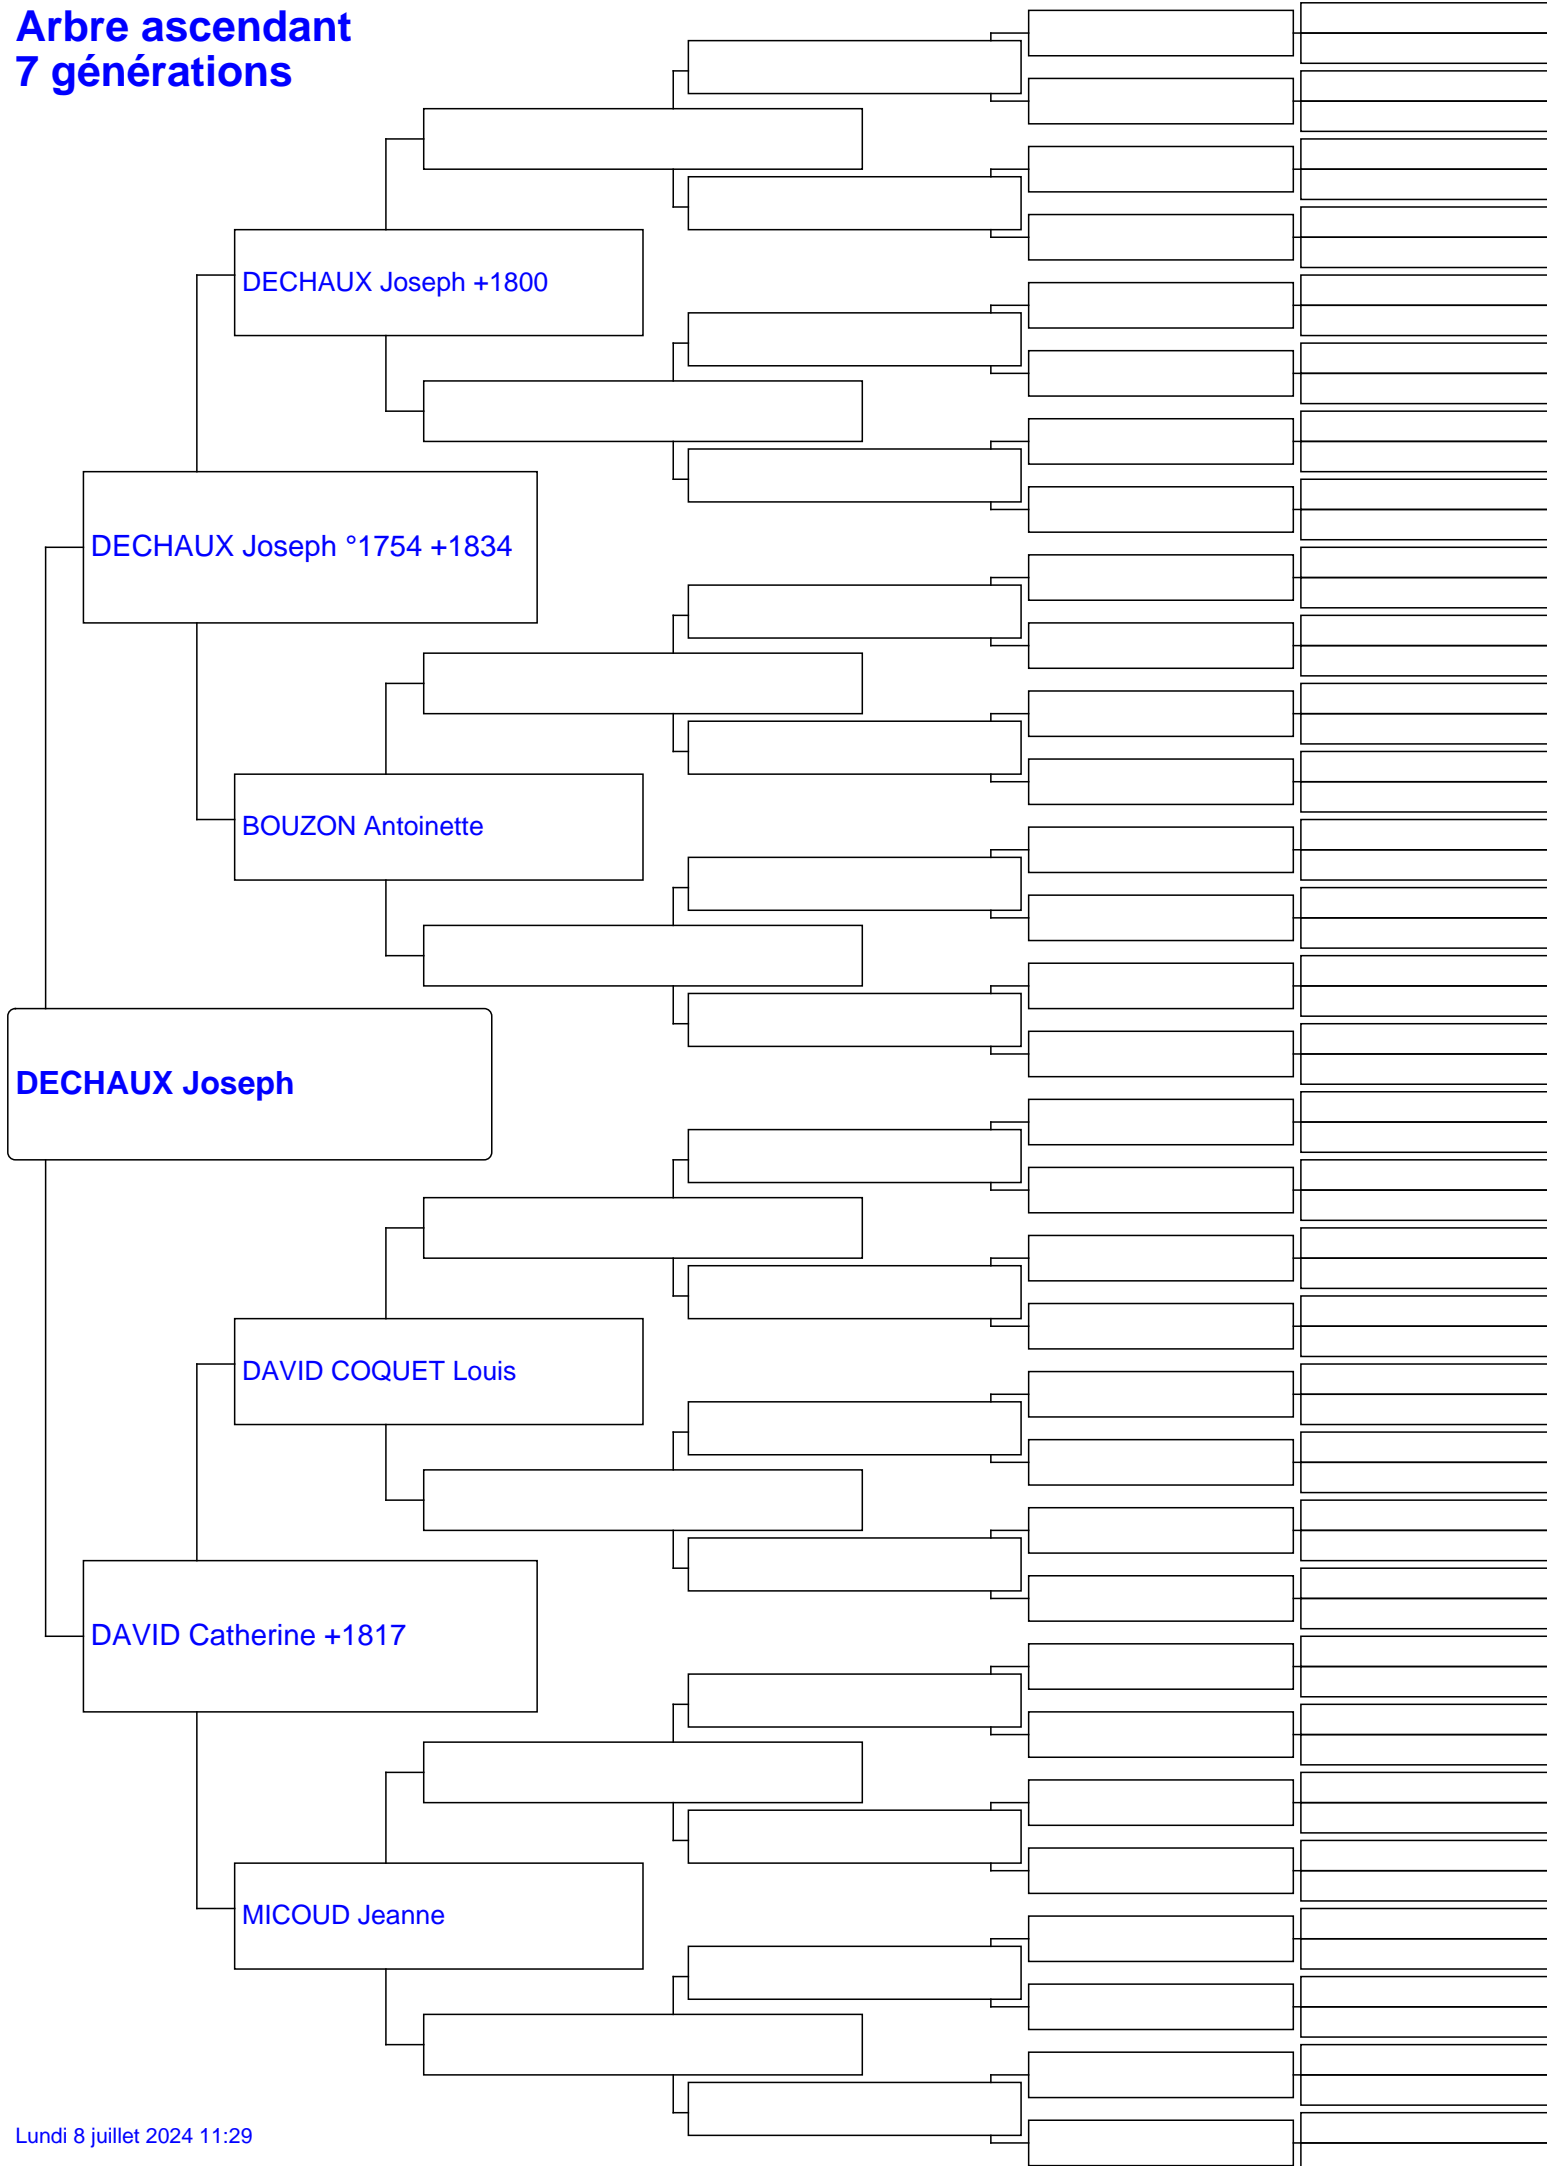 Arbre ascendant
7 générations
DECHAUX Joseph +1800
DECHAUX Joseph °1754 +1834
BOUZON Antoinette
DECHAUX Joseph
DAVID COQUET Louis
DAVID Catherine +1817
MICOUD Jeanne
Lundi 8 juillet 2024 11:29